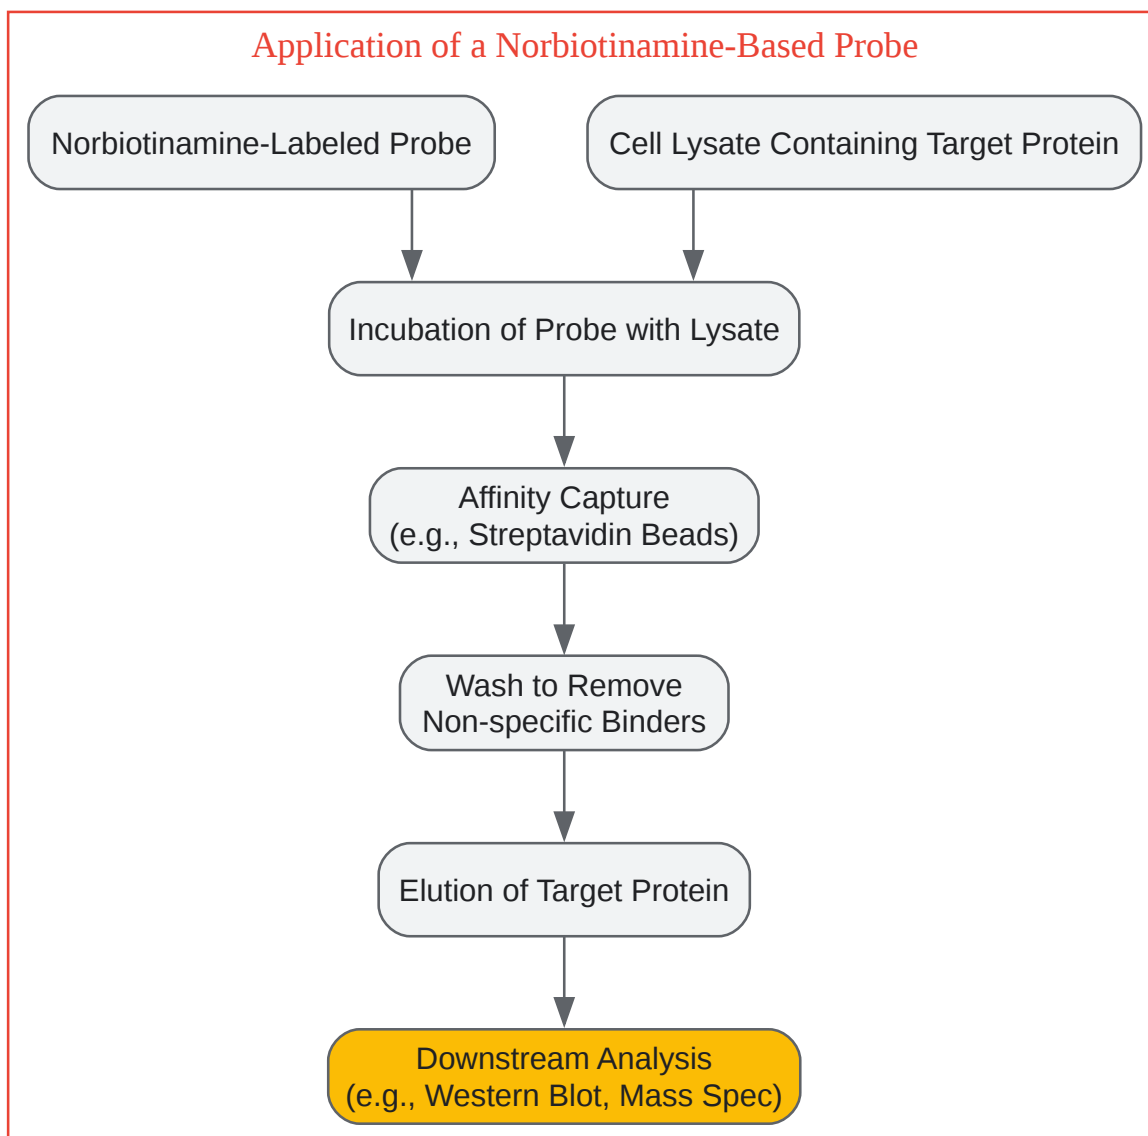 Application of a Norbiotinamine-Based Probe
Norbiotinamine-Labeled Probe
Cell Lysate Containing Target Protein
Incubation of Probe with Lysate
Affinity Capture
(e.g., Streptavidin Beads)
Wash to Remove
Non-specific Binders
Elution of Target Protein
Downstream Analysis
(e.g., Western Blot, Mass Spec)